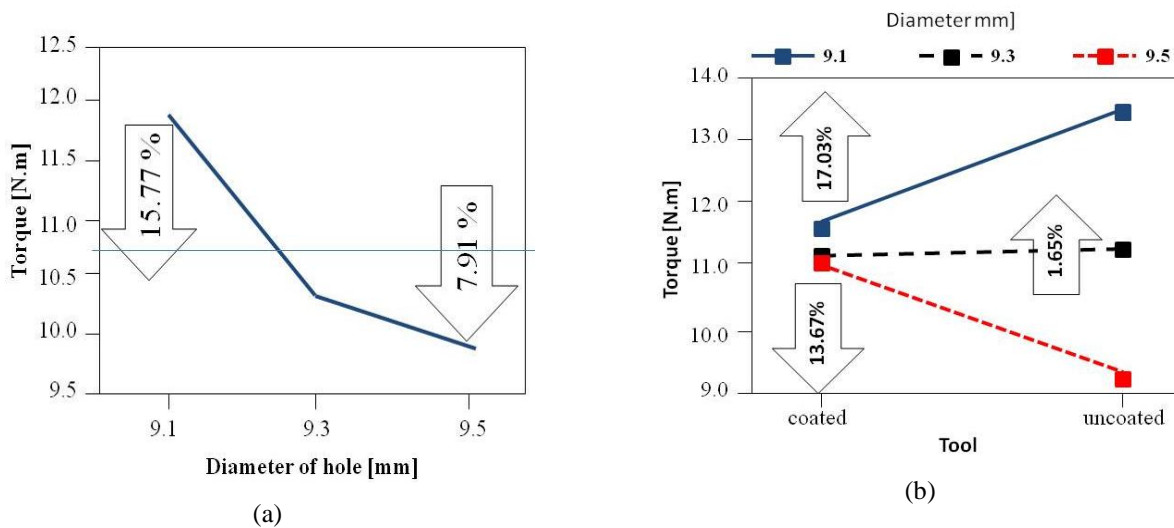 12.5
12.0
11.5
11.0
10.5
10.0
9.5
Torque [N.m]
15.77 %
7.91 %
9.1 9.3 9.5
Diameter of hole [mm]
(a)
Diameter mm]
9.1 9.3 9.5
14.0
13.0
12.0
11.0
10.0
9.0
Torque [N.m]
17.03%
1.65%
13.67%
coated uncoated
Tool
(b)